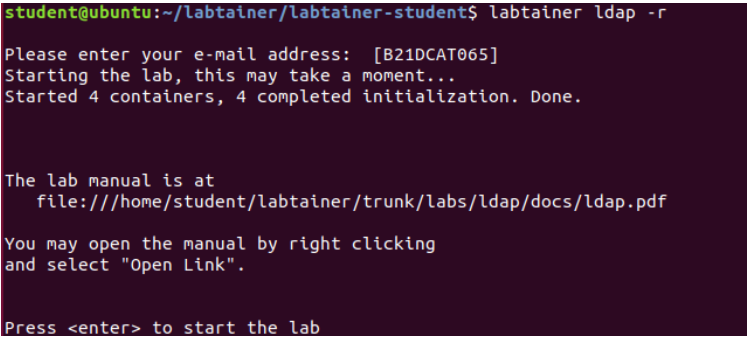 student@ubuntu:~/labtainer/labtainer-student$ labtainer ldap -r
Please enter your e-mail address:  [B21DCAT065]
Starting the lab, this may take a moment...
Started 4 containers, 4 completed initialization. Done.
The lab manual is at
   file:///home/student/labtainer/trunk/labs/ldap/docs/ldap.pdf
You may open the manual by right clicking
and select "Open Link".
Press <enter> to start the lab